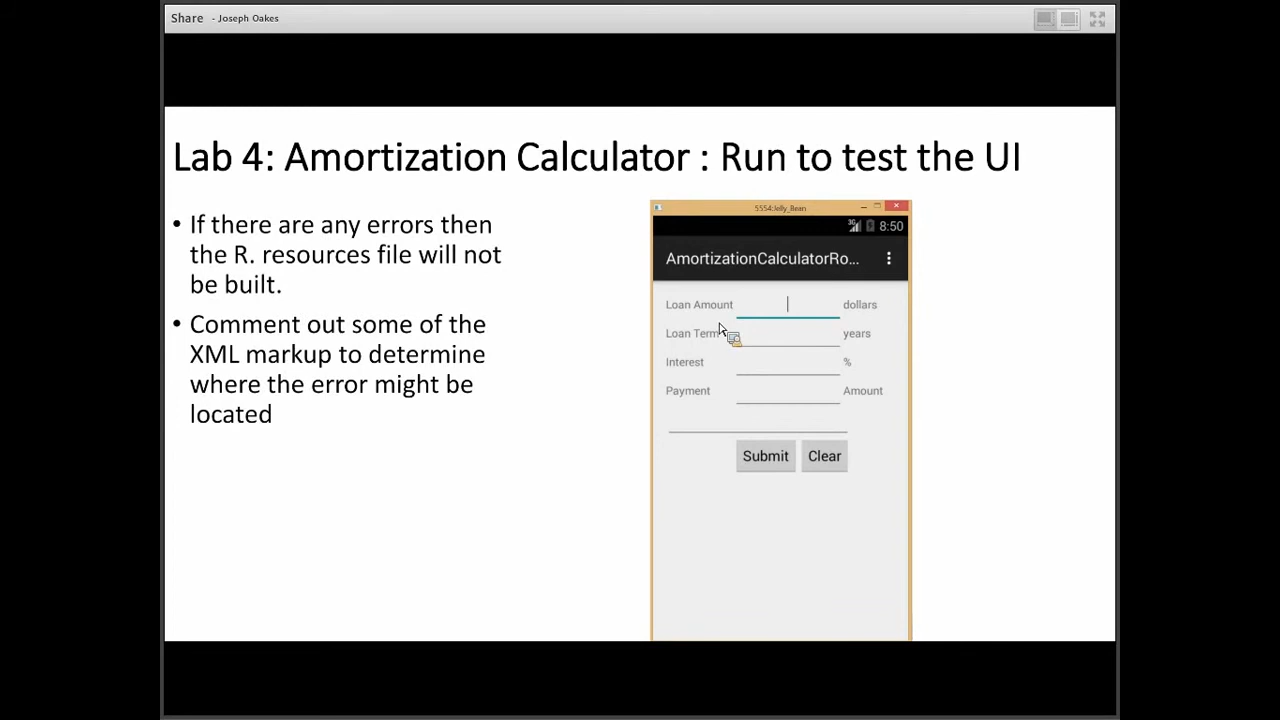 Share - Joseph Oakes
Lab 4: Amortization Calculator : Run to test the UI
• If there are any errors then
the R. resources file will not
be built.
• Comment out some of the
XML markup to determine
where the error might be
located
5554:Jelly_Bean
3G 8:50
AmortizationCalculatorRo...
Loan Amount dollars
Loan Term years
Interest %
Payment Amount
Submit Clear